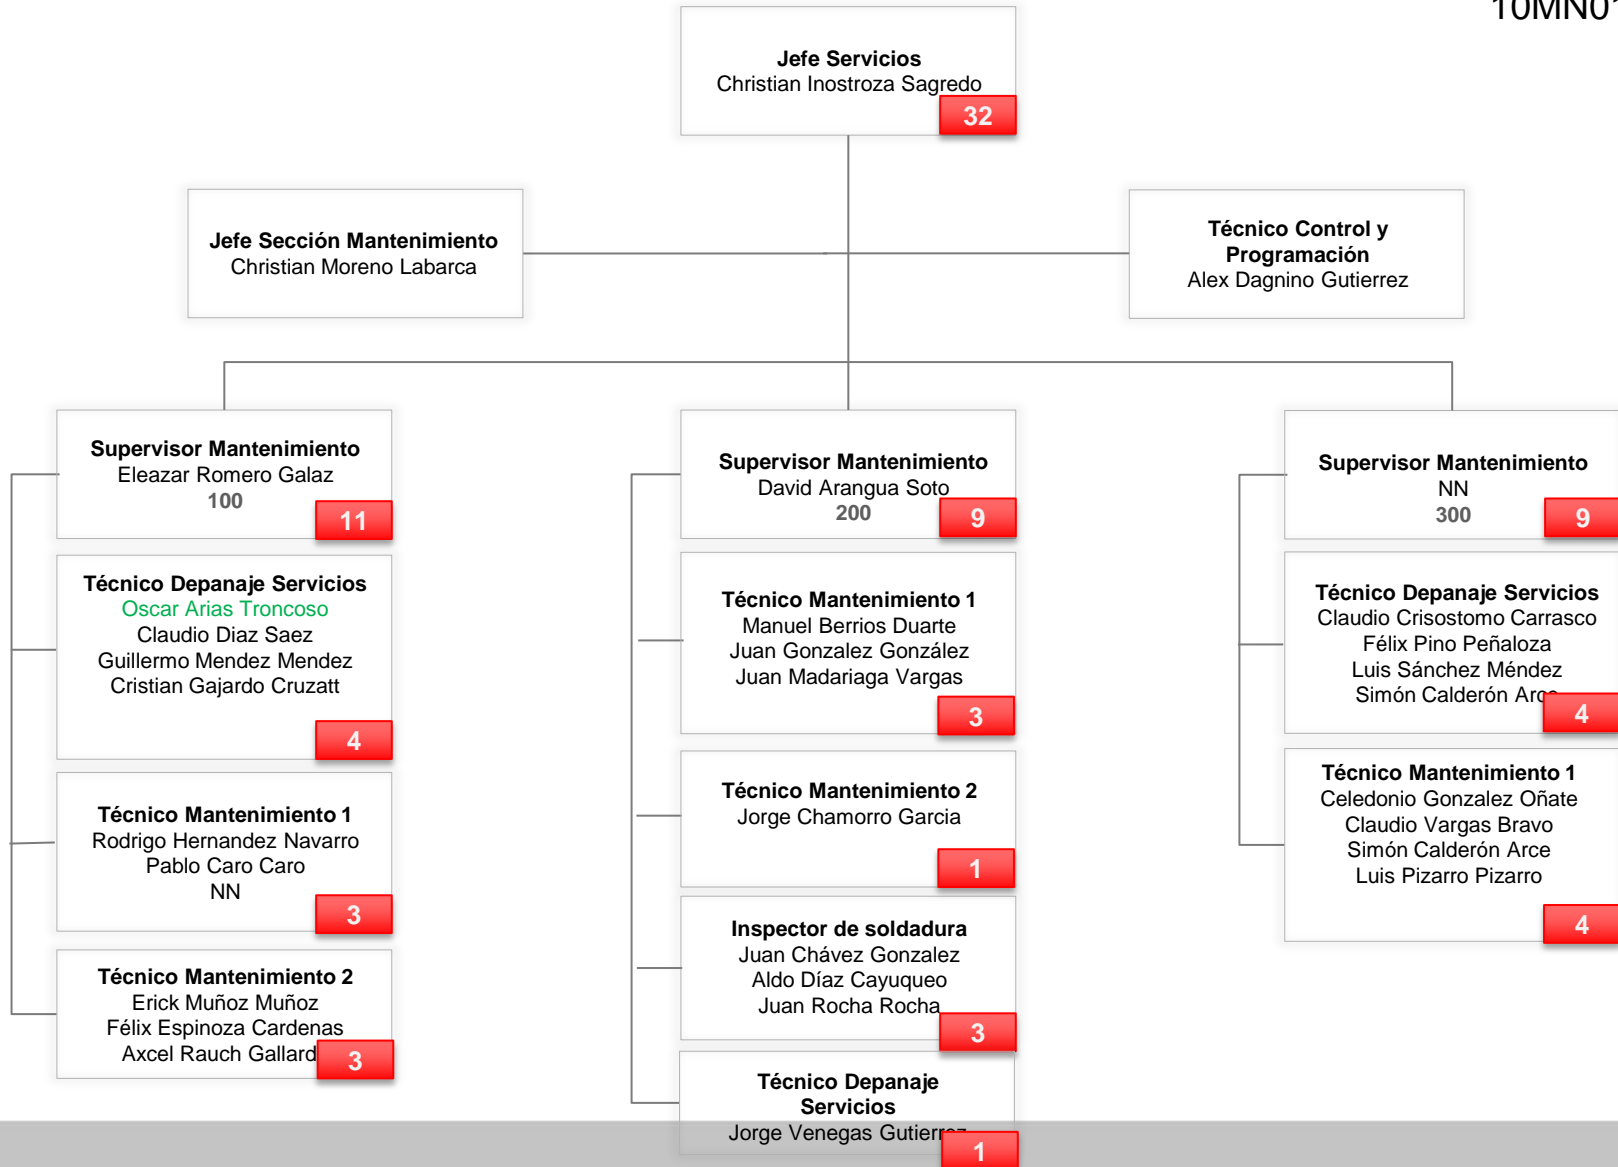 10MN01
Jefe Servicios
Christian Inostroza Sagredo
32
Jefe Sección Mantenimiento
Christian Moreno Labarca
Técnico Control y
Programación
Alex Dagnino Gutierrez
Supervisor Mantenimiento
Eleazar Romero Galaz
100
11
Técnico Depanaje Servicios
Oscar Arias Troncoso
Claudio Diaz Saez
Guillermo Mendez Mendez
Cristian Gajardo Cruzatt
4
Técnico Mantenimiento 1
Rodrigo Hernandez Navarro
Pablo Caro Caro
NN
3
Técnico Mantenimiento 2
Erick Muñoz Muñoz
Félix Espinoza Cardenas
Axcel Rauch Gallard
3
Supervisor Mantenimiento
David Arangua Soto
200
9
Técnico Mantenimiento 1
Manuel Berrios Duarte
Juan Gonzalez González
Juan Madariaga Vargas
3
Técnico Mantenimiento 2
Jorge Chamorro Garcia
1
Inspector de soldadura
Juan Chávez Gonzalez
Aldo Díaz Cayuqueo
Juan Rocha Rocha
3
Técnico Depanaje
Servicios
Jorge Venegas Gutierrez
1
Supervisor Mantenimiento
NN
300
9
Técnico Depanaje Servicios
Claudio Crisostomo Carrasco
Félix Pino Peñaloza
Luis Sánchez Méndez
Simón Calderón Arce
4
Técnico Mantenimiento 1
Celedonio Gonzalez Oñate
Claudio Vargas Bravo
Simón Calderón Arce
Luis Pizarro Pizarro
4